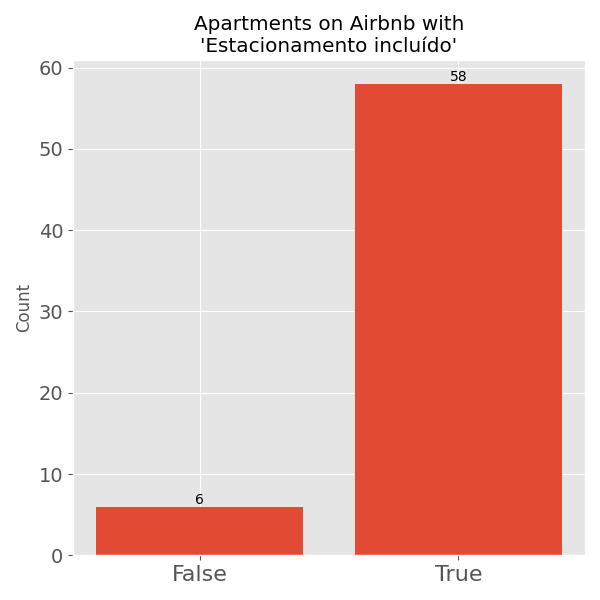 Apartments on Airbnb with
'Estacionamento incluído'
60
50
40
30
20
10
0
Count
6
58
False
True